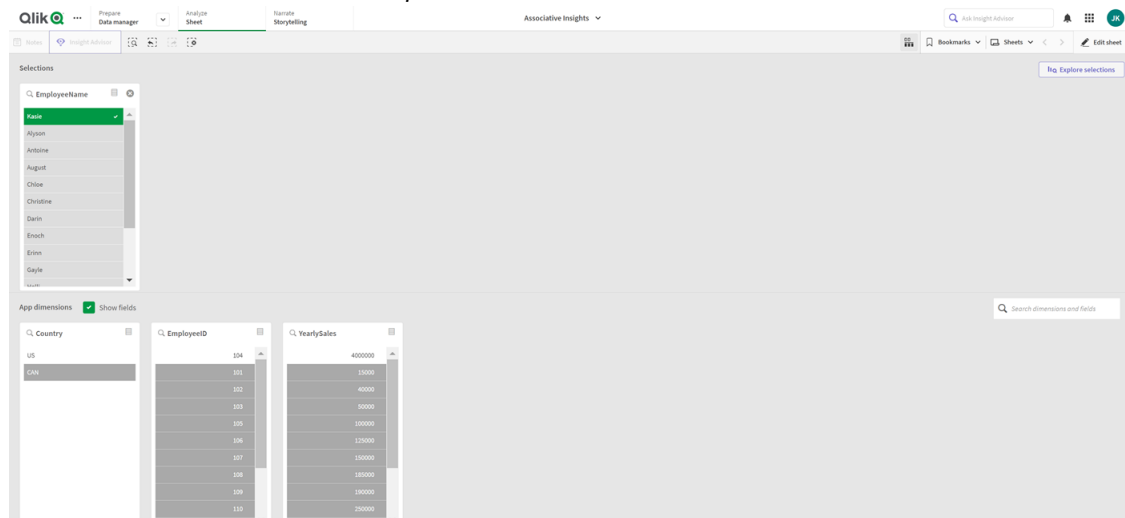 Qlik
Prepare
Data manager
Analyze
Sheet
Narrate
Storytelling
Associative Insights
Ask Insight Advisor
JK
Notes
Insight Advisor
Bookmarks
Sheets
Edit sheet
Selections
Explore selections
EmployeeName
Kasie
Alyson
Antoine
August
Chloe
Christine
Darin
Enoch
Erinn
Gayle
App dimensions
Show fields
Search dimensions and fields
Country
US
CAN
EmployeeID
104
101
102
103
105
106
107
108
109
110
YearlySales
4000000
15000
40000
50000
100000
125000
150000
185000
190000
250000